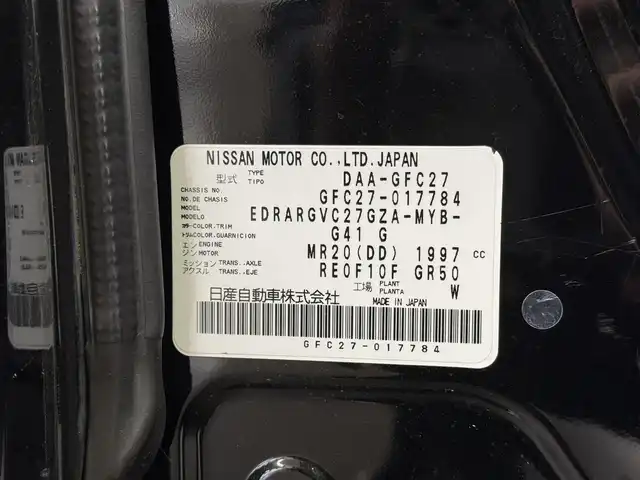 NISSAN MOTOR CO.,LTD.JAPAN
型式 TYPE TIPO DAA-GFC27
CHASSIS NO. NO. DE CHASIS GFC27-017784
MODEL MODELO EDRARGVC27GZA-MYB-
カラー COLOR,TRIM トリム COLOR,GUARNICION G41 G
エンジン ENGINE MOTOR MR20(DD) 1997 cc
ミッション TRANS.,AXLE アクスル TRANS.,EJE RE0F10F GR50
工場 PLANT PLANTA W
日産自動車株式会社 MADE IN JAPAN
GFC27-017784